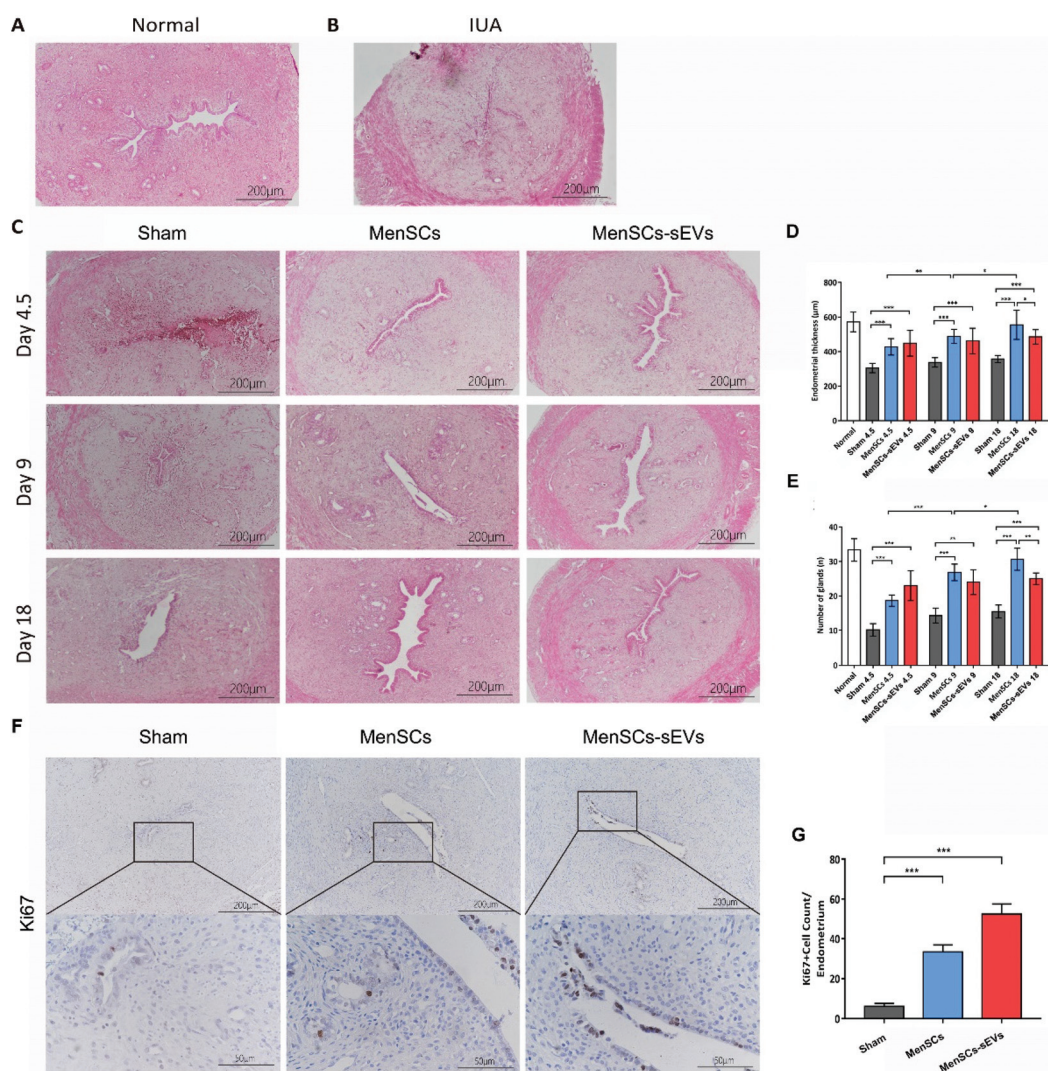 A
Normal
B
IUA
200μm
200μm
C
Sham
MenSCs
MenSCs-sEVs
Day 4.5
200μm
200μm
200μm
Day 9
200μm
200μm
200μm
Day 18
200μm
200μm
200μm
D
Endometrial thickness (μm)
800
600
400
200
**
*
***
***
***
***
***
***
*
Normal
Sham 4.5
MenSCs 4.5
MenSCs-sEVs 4.5
Sham 9
MenSCs 9
MenSCs-sEVs 9
Sham 18
MenSCs 18
MenSCs-sEVs 18
E
Number of glands (n)
40
30
20
10
0
***
*
***
***
**
***
***
***
**
Normal
Sham 4.5
MenSCs 4.5
MenSCs-sEVs 4.5
Sham 9
MenSCs 9
MenSCs-sEVs 9
Sham 18
MenSCs 18
MenSCs-sEVs 18
F
Sham
MenSCs
MenSCs-sEVs
Ki67
200μm
200μm
200μm
50μm
50μm
50μm
G
Ki67+Cell Count/
Endometrium
80
60
40
20
0
***
***
Sham
MenSCs
MenSCs-sEVs